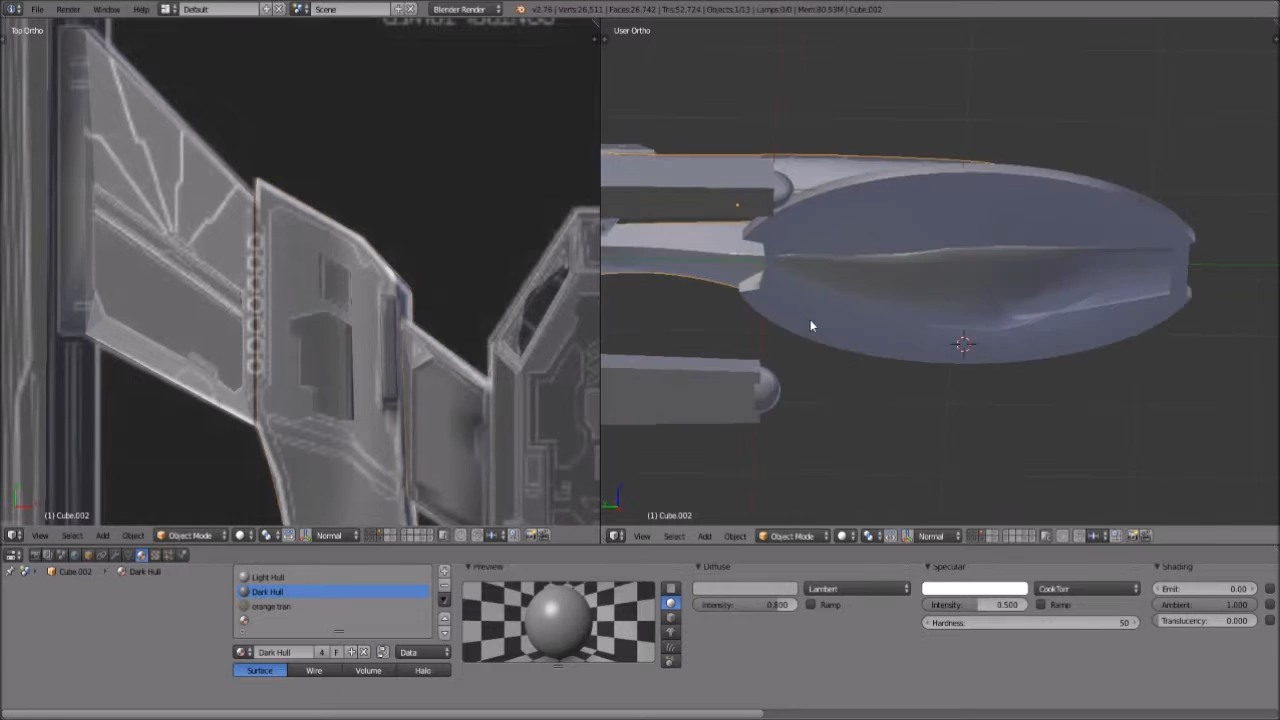 File Render Window Help Default Scene Blender Render v2.76 | Verts:26,511 | Faces:26,742 | Tris:52,724 | Objects:1/13 | Lamps:0/0 | Mem:80.93M | Cube.002
Top Ortho
User Ortho
(1) Cube.002
(1) Cube.002
View Select Add Object Object Mode Normal
View Select Add Object Object Mode Normal
Cube.002 Dark Hull
Light Hull
Dark Hull
orange tran
Dark Hull 4 F Data
Surface Wire Volume Halo
Preview
Diffuse
Lambert
Intensity: 0.800 Ramp
Specular
CookTorr
Intensity: 0.500 Ramp
Hardness: 50
Shading
Emit: 0.00
Ambient: 1.000
Translucency: 0.000